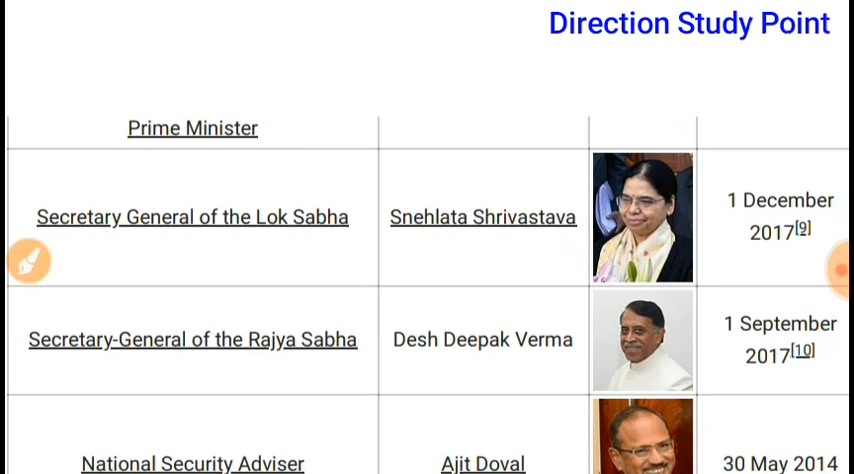 Direction Study Point
Prime Minister
Secretary General of the Lok Sabha
Snehlata Shrivastava
1 December
2017[9]
Secretary-General of the Rajya Sabha
Desh Deepak Verma
1 September
2017[10]
National Security Adviser
Ajit Doval
30 May 2014